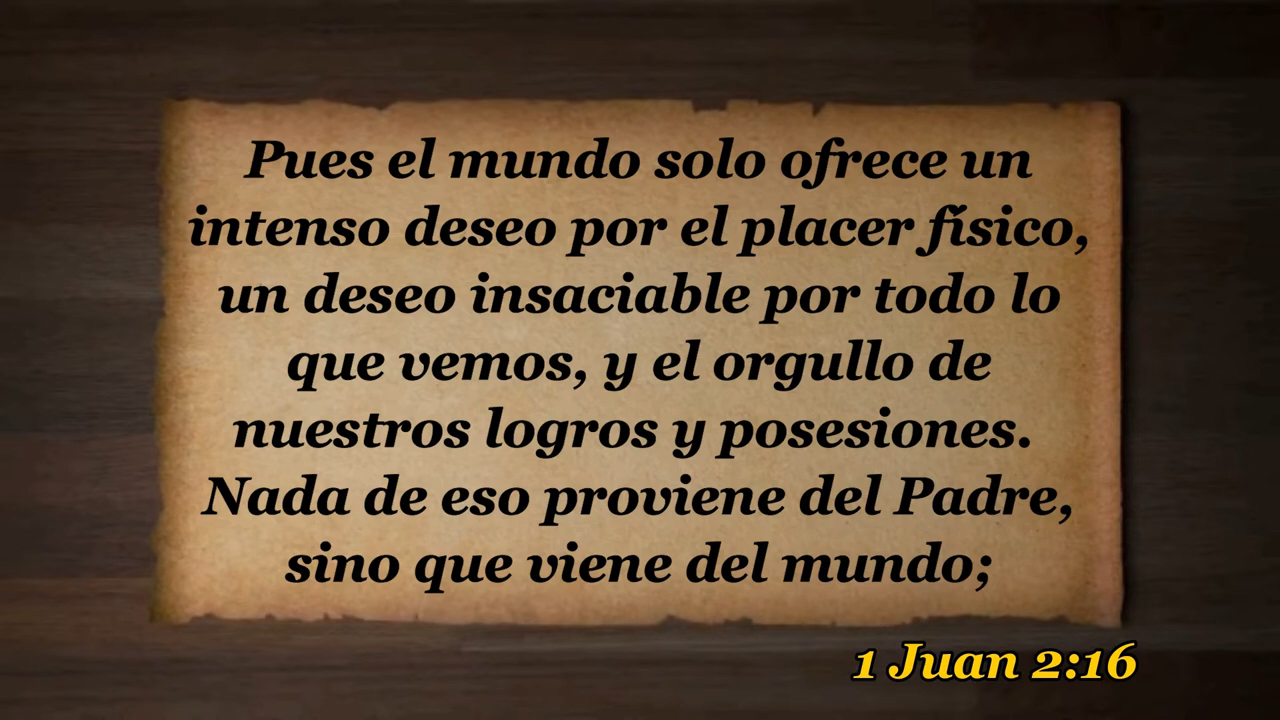 Pues el mundo solo ofrece un
intenso deseo por el placer físico,
un deseo insaciable por todo lo
que vemos, y el orgullo de
nuestros logros y posesiones.
Nada de eso proviene del Padre,
sino que viene del mundo;
1 Juan 2:16